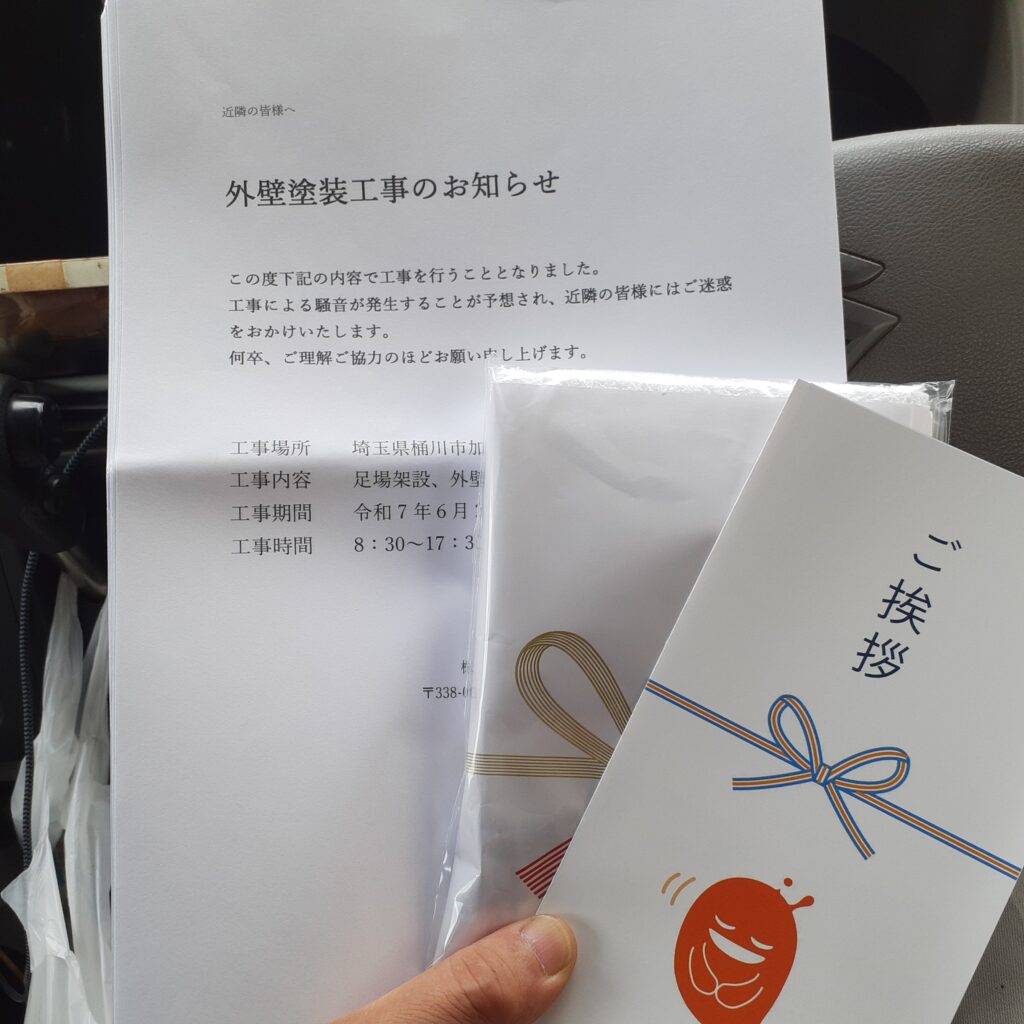 近隣の皆様へ
外壁塗装工事のお知らせ
この度下記の内容で工事を行うこととなりました。
工事による騒音が発生することが予想され、近隣の皆様にはご迷惑
をおかけいたします。
何卒、ご理解ご協力のほどお願い申し上げます。
工事場所 埼玉県桶川市加
工事内容 足場架設、外壁
工事期間 令和7年6月
工事時間 8:30～17:3
〒338-0
ご挨拶